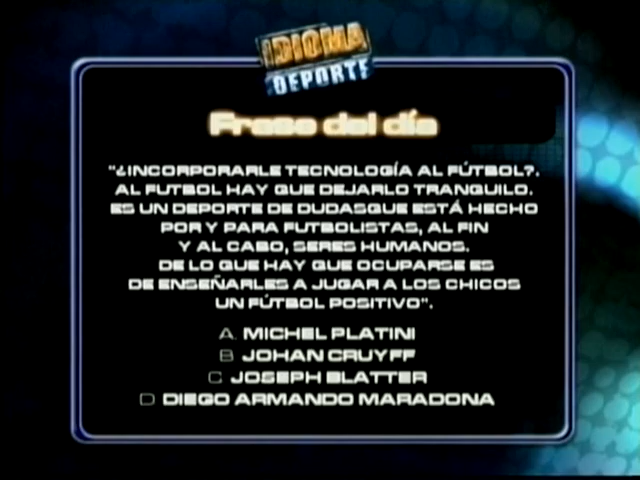 IDIOMA
DEPORTE
Frase del día
"¿INCORPORARLE TECNOLOGÍA AL FÚTBOL?.
AL FUTBOL HAY QUE DEJARLO TRANQUILO.
ES UN DEPORTE DE DUDASQUE ESTÁ HECHO
POR Y PARA FUTBOLISTAS, AL FIN
Y AL CABO, SERES HUMANOS.
DE LO QUE HAY QUE OCUPARSE ES
DE ENSEÑARLES A JUGAR A LOS CHICOS
UN FÚTBOL POSITIVO".
A. MICHEL PLATINI
B JOHAN CRUYFF
C JOSEPH BLATTER
D DIEGO ARMANDO MARADONA